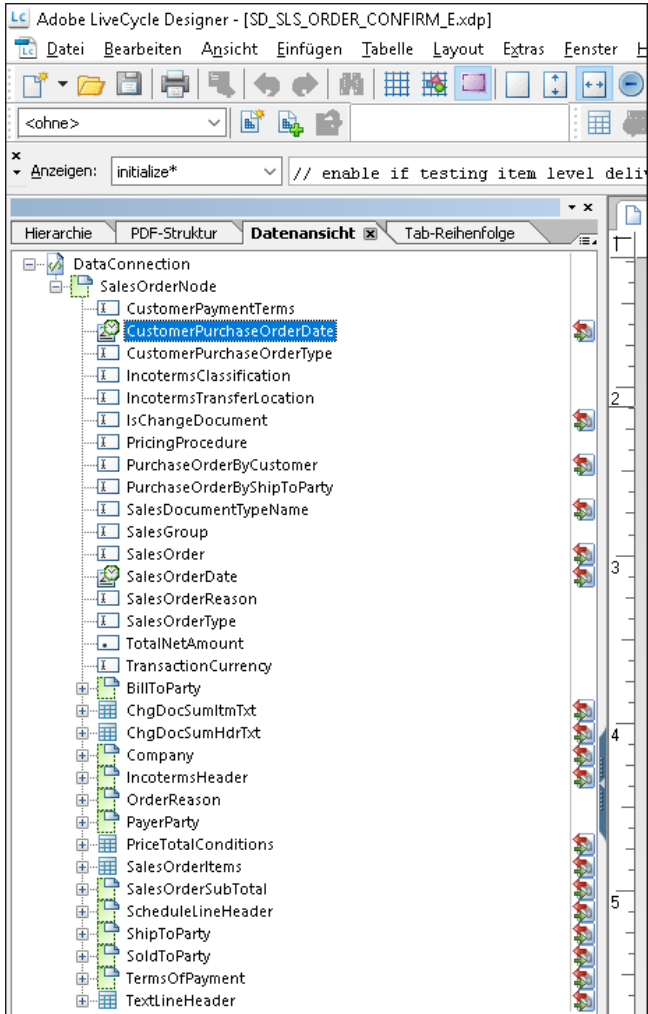 LC Adobe LiveCycle Designer - [SD_SLS_ORDER_CONFIRM_E.xdp]
Datei Bearbeiten Ansicht Einfügen Tabelle Layout Extras Fenster H
<ohne>
Anzeigen: initialize* // enable if testing item level deliv
Hierarchie PDF-Struktur Datenansicht Tab-Reihenfolge
DataConnection
SalesOrderNode
CustomerPaymentTerms
CustomerPurchaseOrderDate
CustomerPurchaseOrderType
IncotermsClassification
IncotermsTransferLocation
2
IsChangeDocument
PricingProcedure
PurchaseOrderByCustomer
PurchaseOrderByShipToParty
SalesDocumentTypeName
SalesGroup
SalesOrder
3
SalesOrderDate
SalesOrderReason
SalesOrderType
TotalNetAmount
TransactionCurrency
BillToParty
ChgDocSumItmTxt
ChgDocSumHdrTxt
4
Company
IncotermsHeader
OrderReason
PayerParty
PriceTotalConditions
SalesOrderItems
SalesOrderSubTotal
5
ScheduleLineHeader
ShipToParty
SoldToParty
TermsOfPayment
TextLineHeader